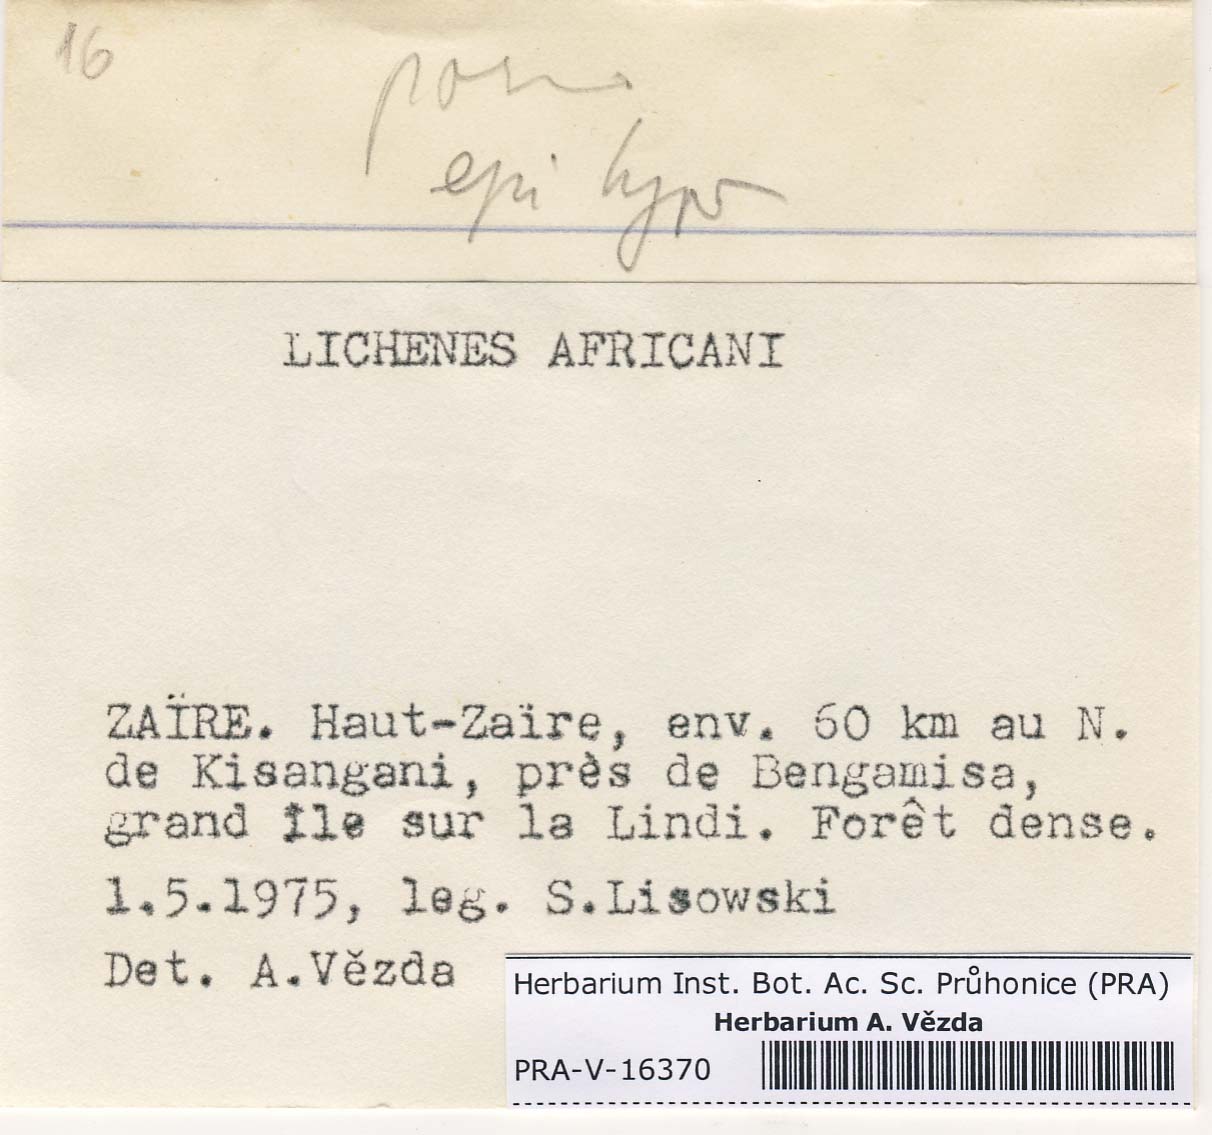 16
epi hypo
LICHENES AFRICANI
ZAÏRE. Haut-Zaïre, env. 60 km au N.
de Kisangani, près de Bengamisa,
grand Île sur la Lindi. Forêt dense.
1.5.1975, leg. S.Lisowski
Det. A.Vězda
Herbarium Inst. Bot. Ac. Sc. Průhonice (PRA)
Herbarium A. Vězda
PRA-V-16370